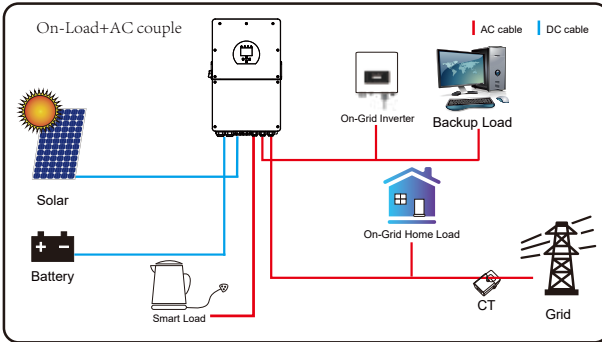 On-Load+AC couple
AC cable
DC cable
On-Grid Inverter
Backup Load
Solar
On-Grid Home Load
Battery
Smart Load
CT
Grid